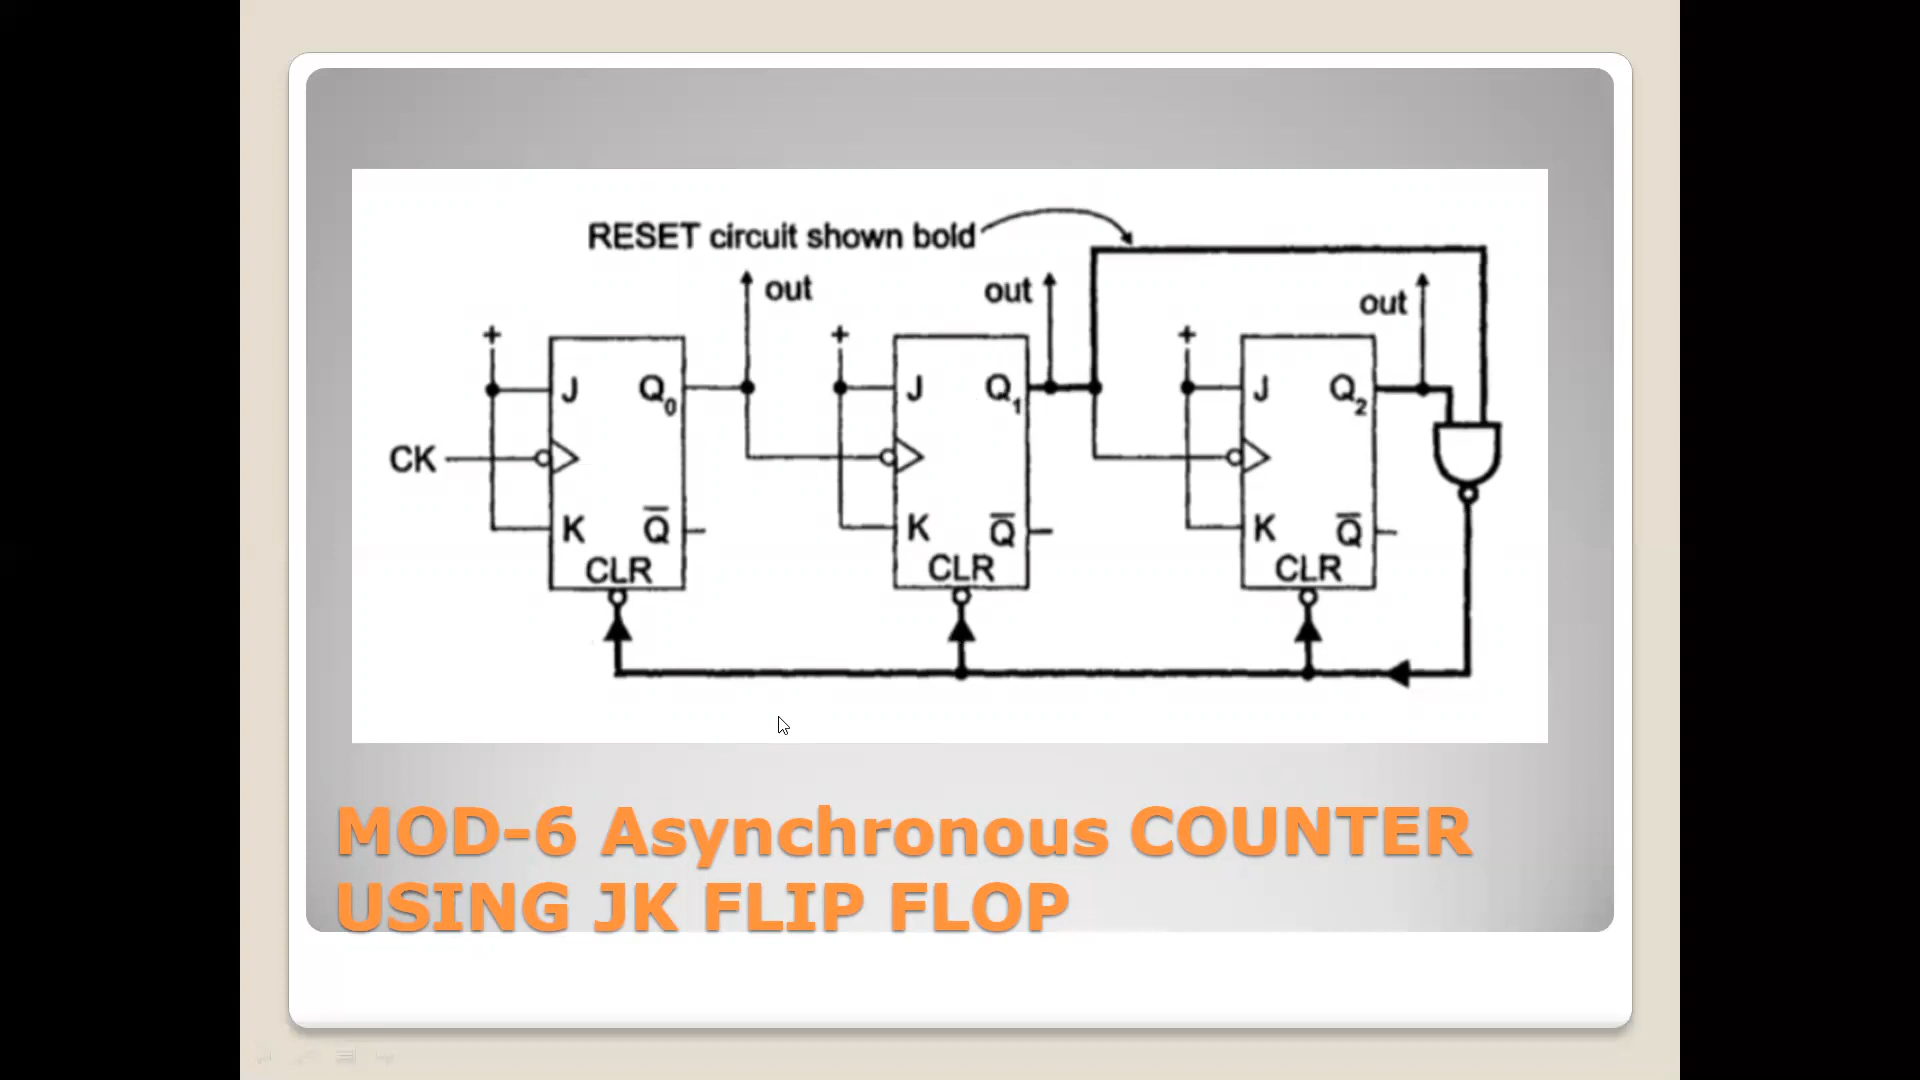 RESET circuit shown bold
out
out
out
+
+
+
J
Q0
J
Q1
J
Q2
CK
K
Q̅
K
Q̅
K
Q̅
CLR
CLR
CLR
MOD-6 Asynchronous COUNTER
USING JK FLIP FLOP